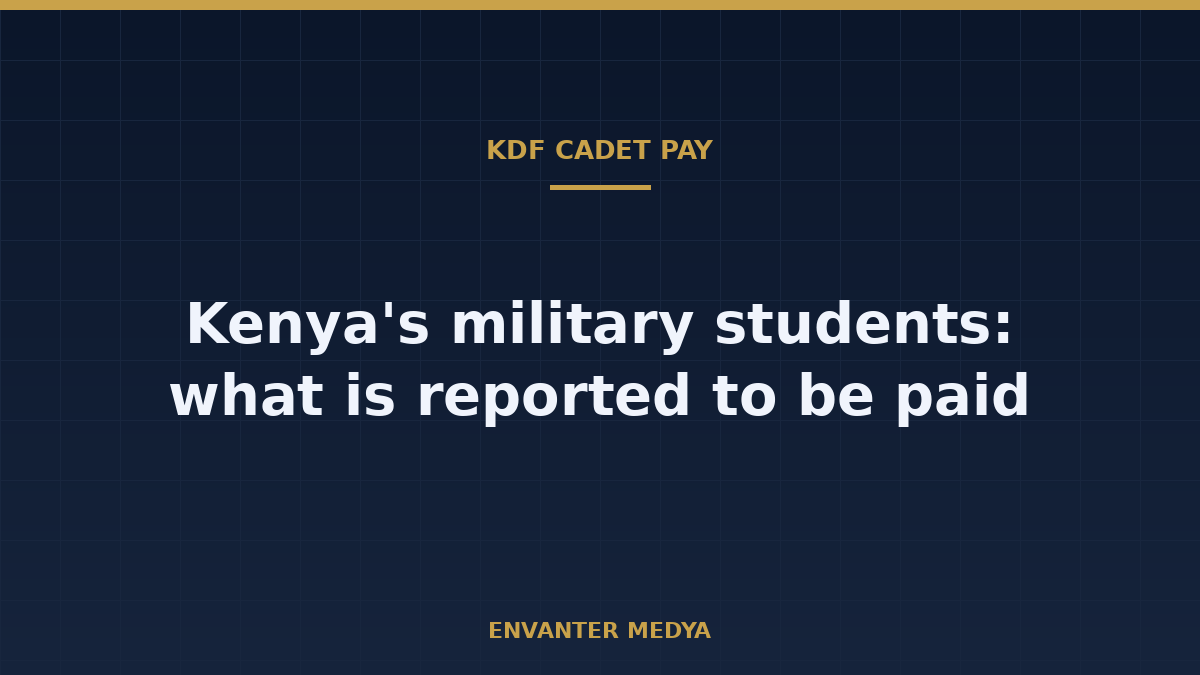 KDF CADET PAY
Kenya's military students:
what is reported to be paid
ENVANTER MEDYA